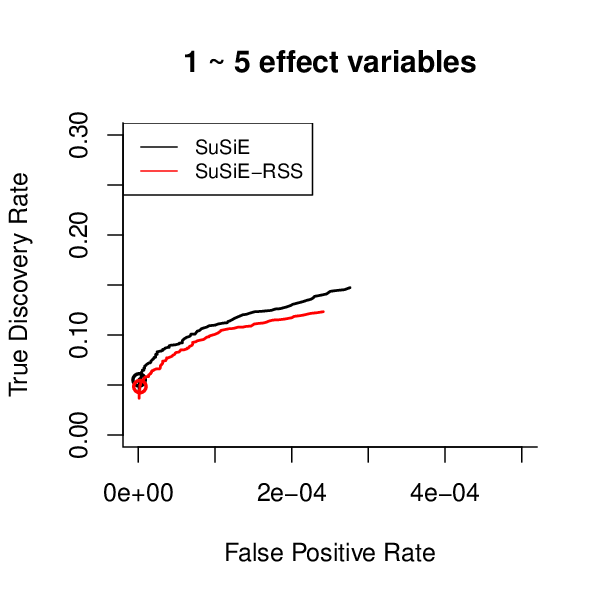 1 ~ 5 effect variables
SuSiE
SuSiE−RSS
True Discovery Rate
0.30
0.20
0.10
0.00
0e+00 2e−04 4e−04
False Positive Rate